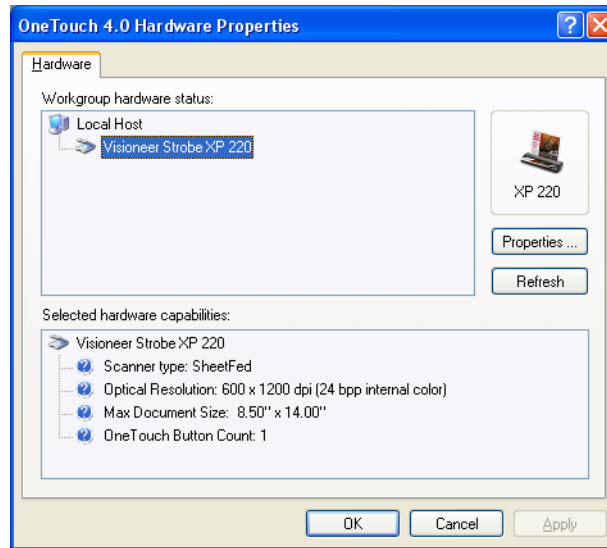 OneTouch 4.0 Hardware Properties
Hardware
Workgroup hardware status:
Local Host
Visioneer Strobe XP 220
XP 220
Properties ...
Refresh
Selected hardware capabilities:
Visioneer Strobe XP 220
Scanner type: SheetFed
Optical Resolution: 600 x 1200 dpi (24 bpp internal color)
Max Document Size: 8.50" x 14.00"
OneTouch Button Count: 1
OK Cancel Apply